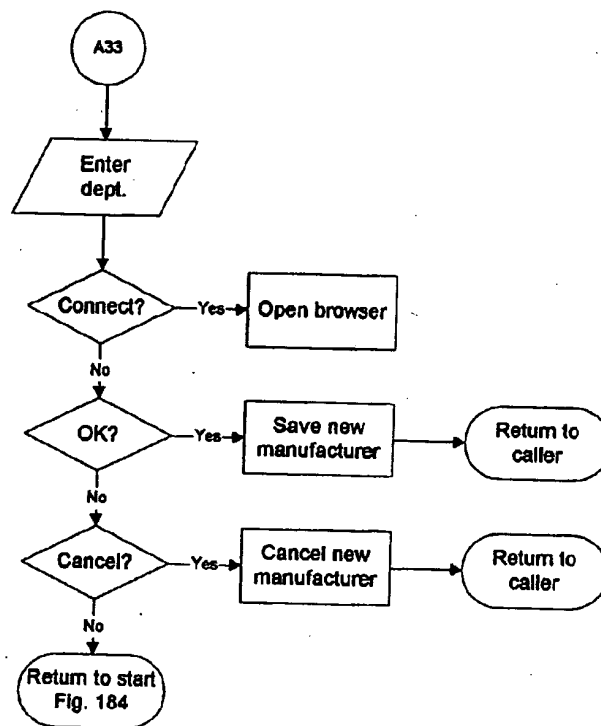 A33
Enter
dept.
Connect?
Yes
Open browser
No
OK?
Yes
Save new
manufacturer
Return to
caller
No
Cancel?
Yes
Cancel new
manufacturer
Return to
caller
No
Return to start
Fig. 184